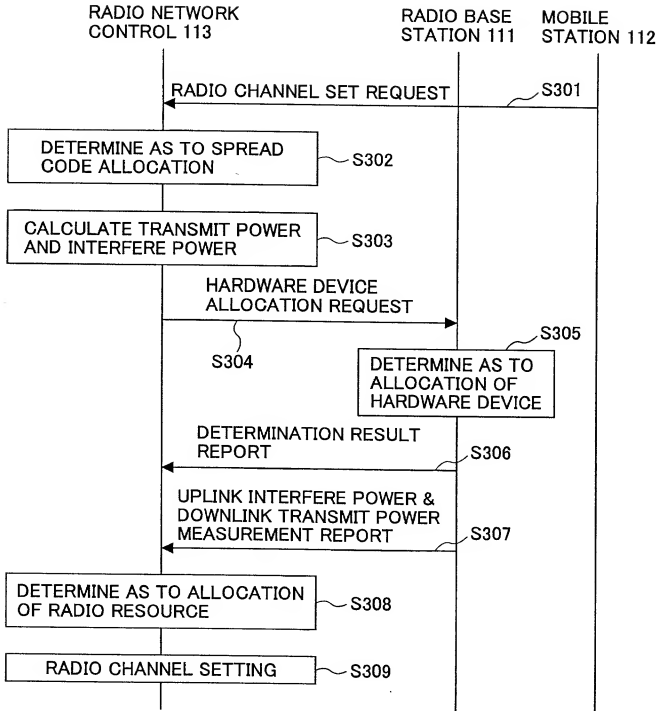 RADIO NETWORK
CONTROL 113
RADIO BASE
STATION 111
MOBILE
STATION 112
RADIO CHANNEL SET REQUEST
S301
DETERMINE AS TO SPREAD
CODE ALLOCATION
S302
CALCULATE TRANSMIT POWER
AND INTERFERE POWER
S303
HARDWARE DEVICE
ALLOCATION REQUEST
S304
S305
DETERMINE AS TO
ALLOCATION OF
HARDWARE DEVICE
DETERMINATION RESULT
REPORT
S306
UPLINK INTERFERE POWER &
DOWNLINK TRANSMIT POWER
MEASUREMENT REPORT
S307
DETERMINE AS TO ALLOCATION
OF RADIO RESOURCE
S308
RADIO CHANNEL SETTING
S309